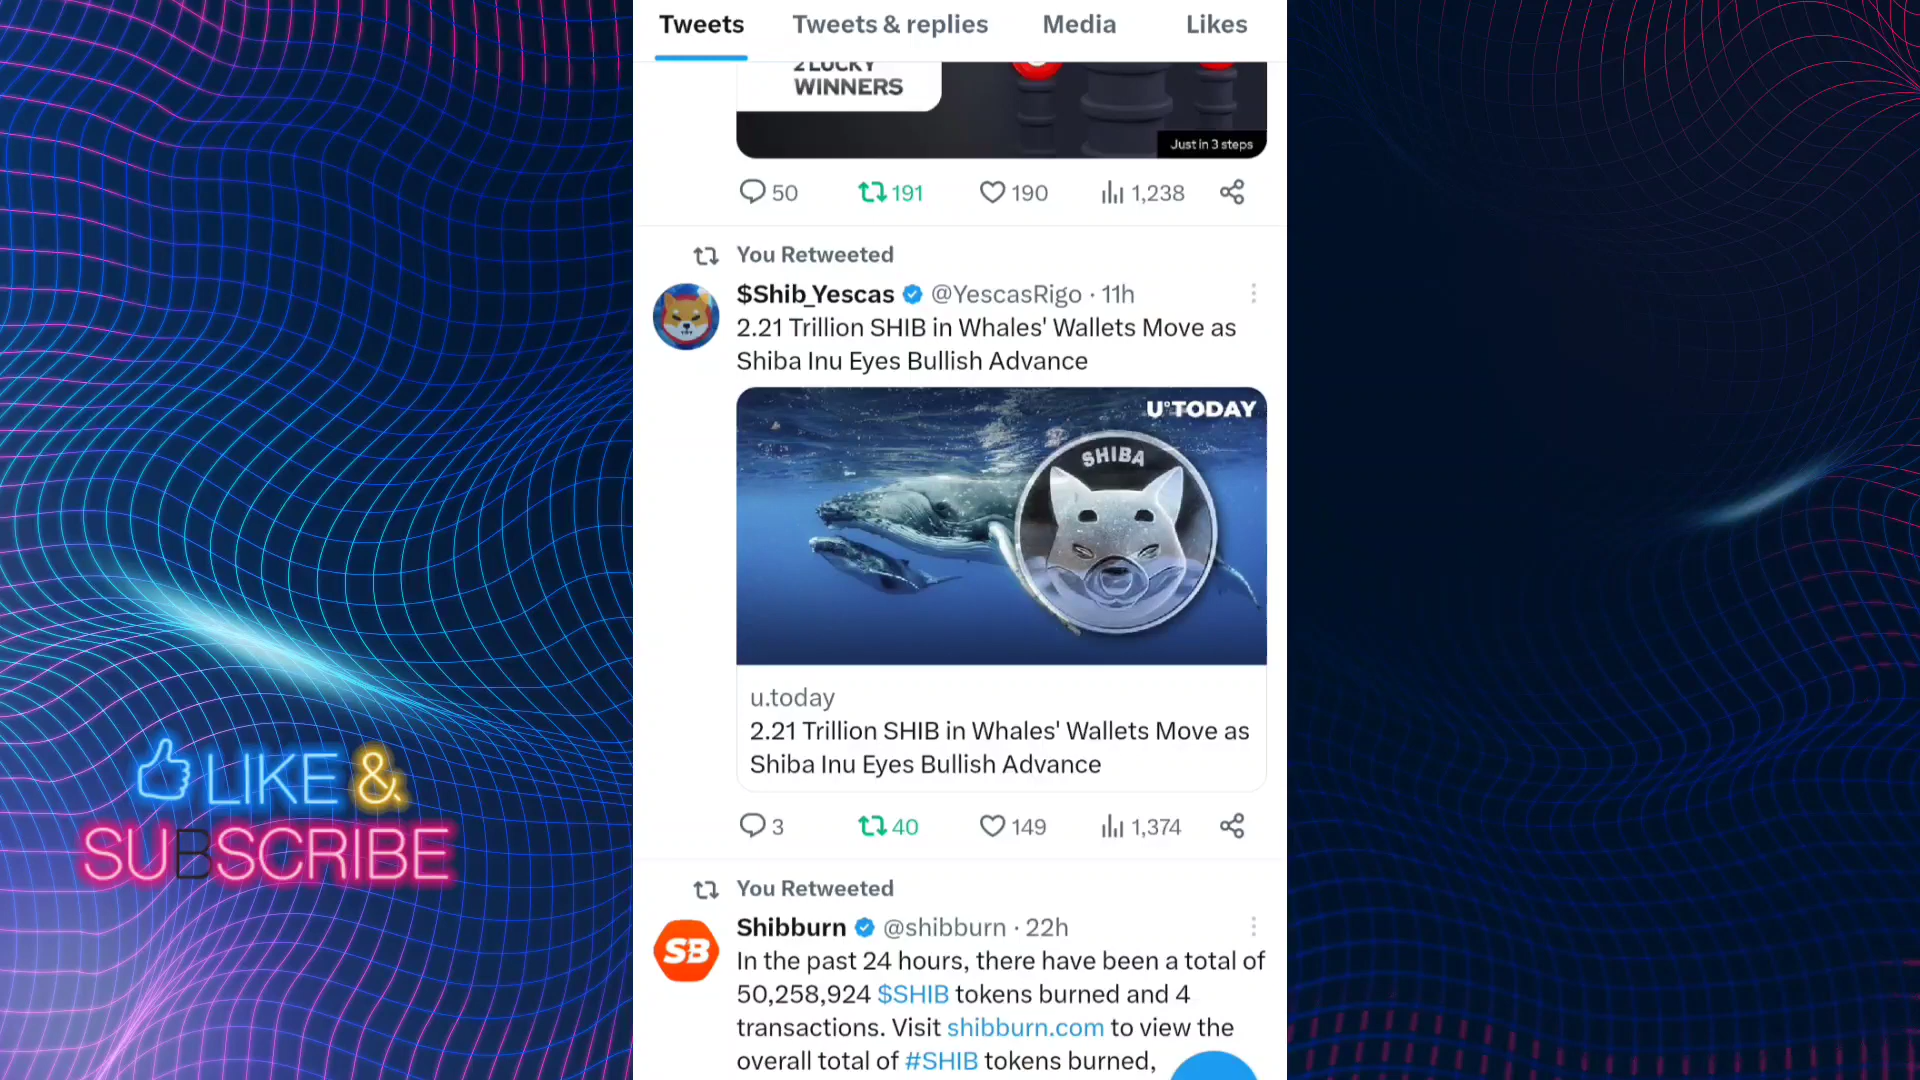 Tweets Tweets & replies Media Likes
2 LUCKY
WINNERS
Just in 3 steps
50 191 190 1,238
You Retweeted
$Shib_Yescas @YescasRigo · 11h
2.21 Trillion SHIB in Whales' Wallets Move as
Shiba Inu Eyes Bullish Advance
U°TODAY
SHIBA
u.today
2.21 Trillion SHIB in Whales' Wallets Move as
Shiba Inu Eyes Bullish Advance
3 40 149 1,374
You Retweeted
SB
Shibburn @shibburn · 22h
In the past 24 hours, there have been a total of
50,258,924 $SHIB tokens burned and 4
transactions. Visit shibburn.com to view the
overall total of #SHIB tokens burned,
LIKE &
SUBSCRIBE